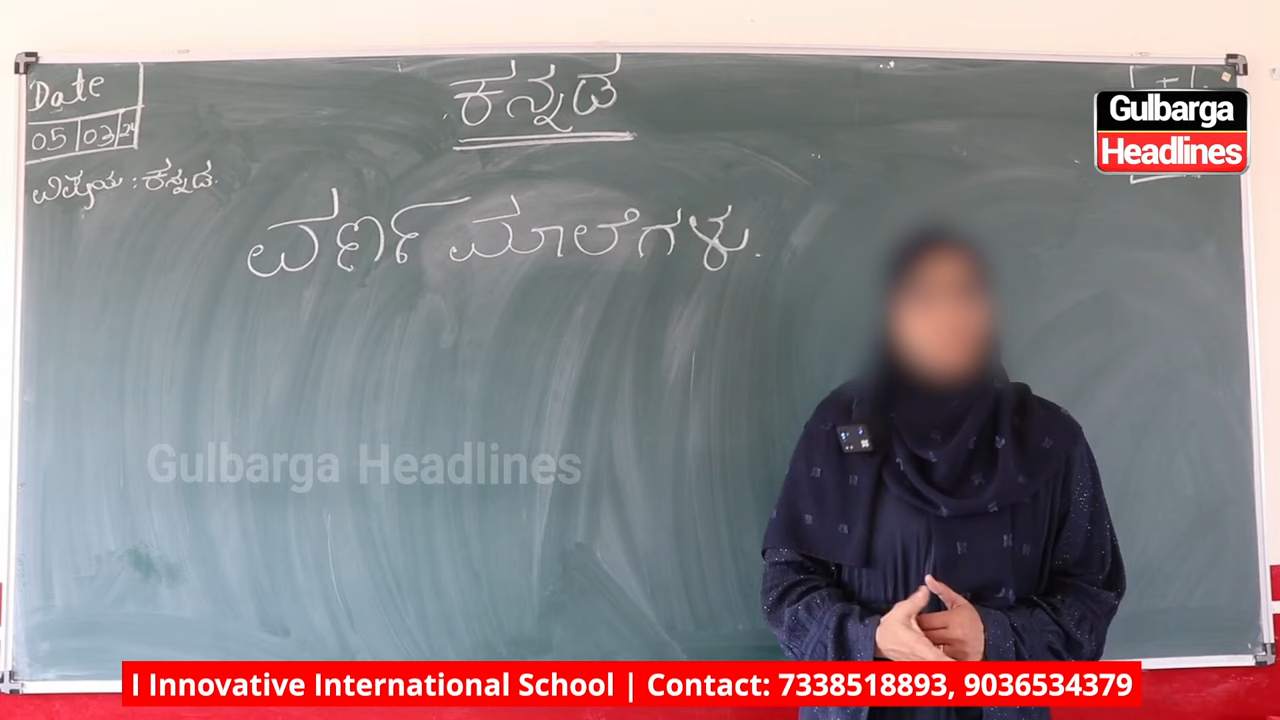 Date
05/03/24
ವಿಷಯ : ಕನ್ನಡ.
ಕನ್ನಡ
ವರ್ಣಮಾಲೆಗಳು.
Gulbarga
Headlines
Gulbarga Headlines
l Innovative International School | Contact: 7338518893, 9036534379